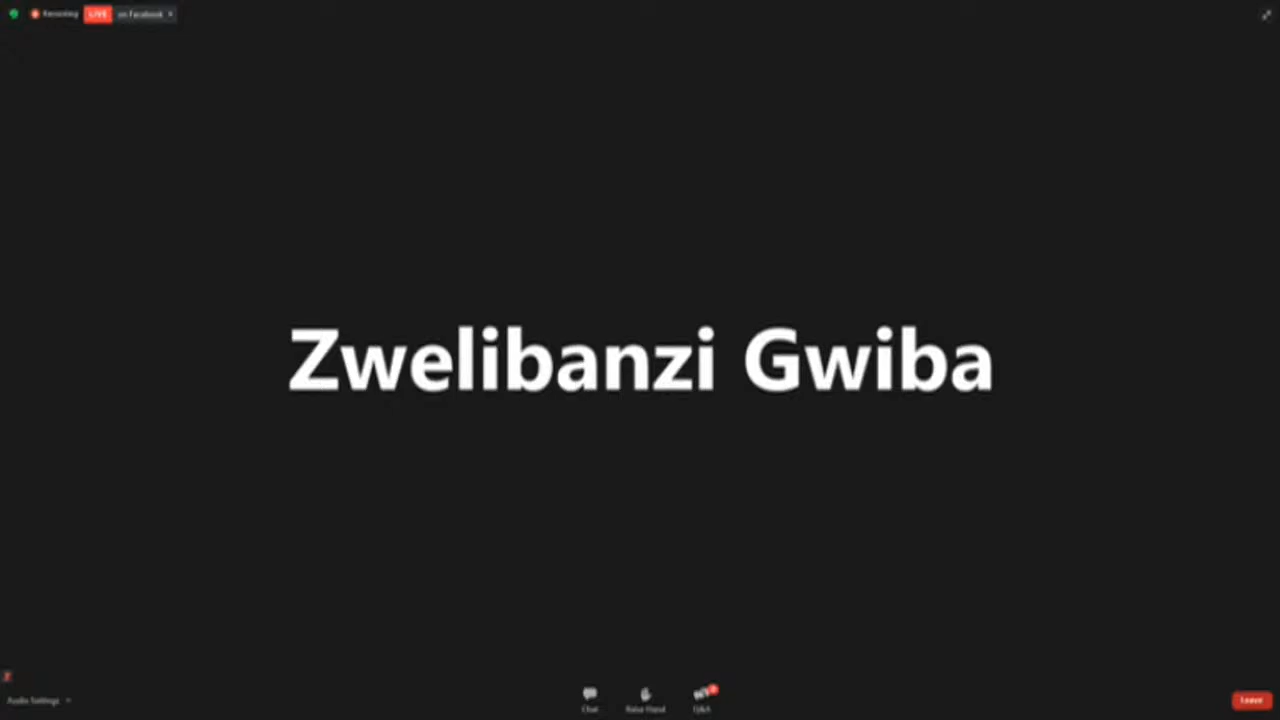 Recording LIVE on Facebook
Zwelibanzi Gwiba
Audio Settings
Chat Raise Hand Q&A Leave